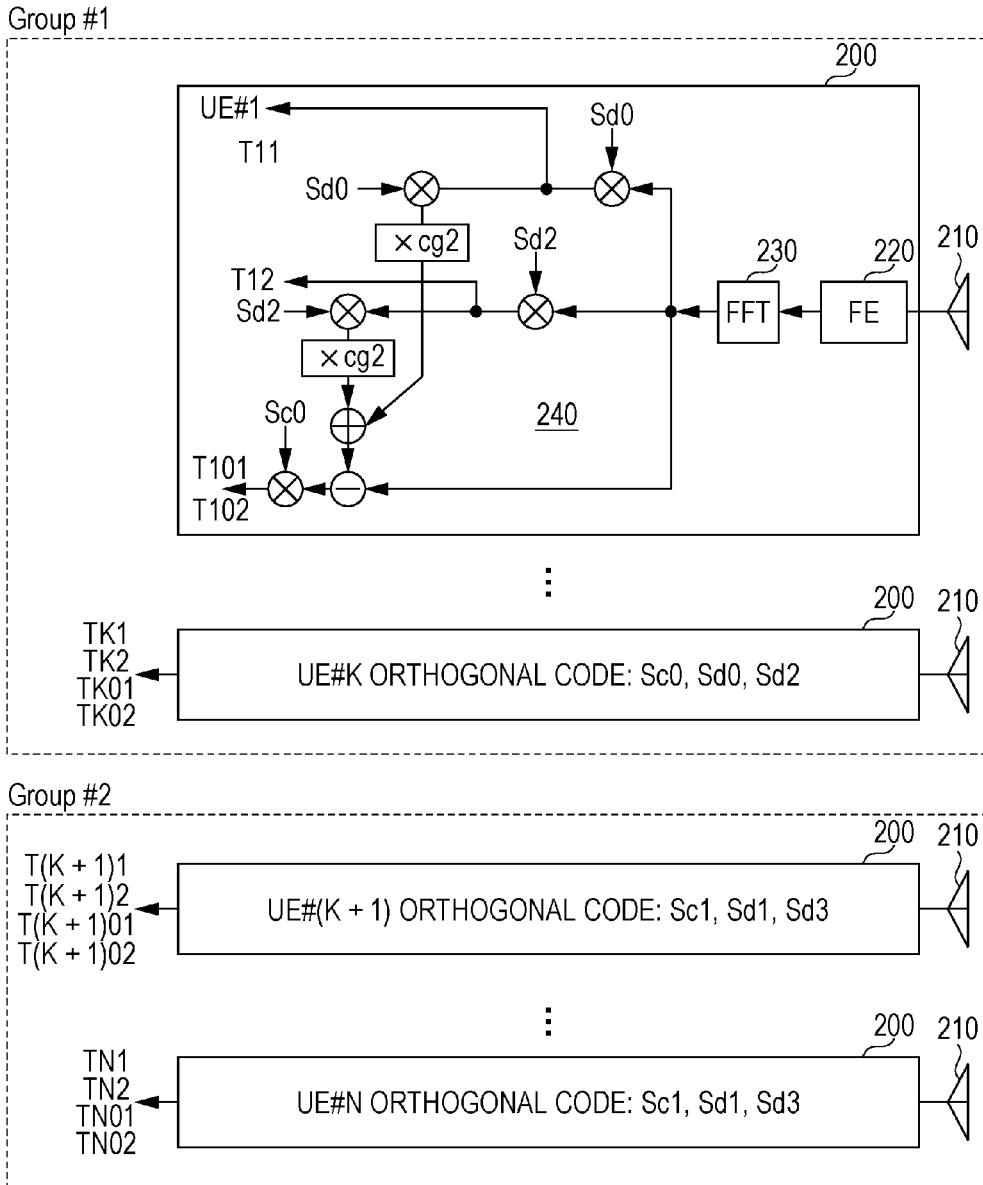 Group #1
200
UE#1
Sd0
T11
Sd0
× cg2
Sd2
210
230
220
T12
Sd2
FFT
FE
× cg2
Sc0
240
T101
T102
⋮
200
210
TK1
TK2
TK01
TK02
UE#K ORTHOGONAL CODE: Sc0, Sd0, Sd2
Group #2
200
210
T(K + 1)1
T(K + 1)2
T(K + 1)01
T(K + 1)02
UE#(K + 1) ORTHOGONAL CODE: Sc1, Sd1, Sd3
⋮
200
210
TN1
TN2
TN01
TN02
UE#N ORTHOGONAL CODE: Sc1, Sd1, Sd3